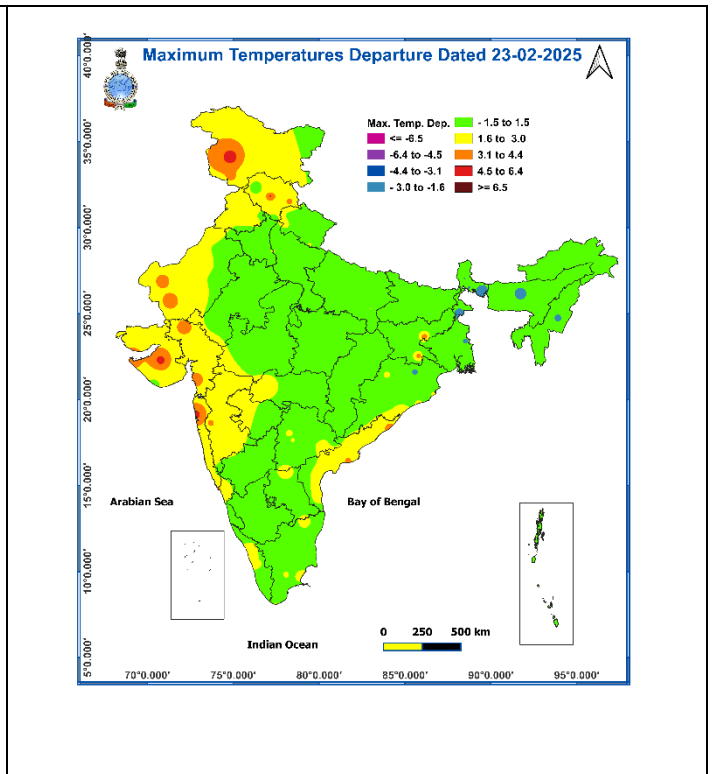 Maximum Temperatures Departure Dated 23-02-2025
Max. Temp. Dep.
<= -6.5
-6.4 to -4.5
-4.4 to -3.1
- 3.0 to -1.6
- 1.5 to 1.5
1.6 to 3.0
3.1 to 4.4
4.5 to 6.4
>= 6.5
40°0.000'
35°0.000'
30°0.000'
25°0.000'
20°0.000'
15°0.000'
10°0.000'
5°0.000'
Arabian Sea
Bay of Bengal
Indian Ocean
0 250 500 km
70°0.000' 75°0.000' 80°0.000' 85°0.000' 90°0.000' 95°0.000'